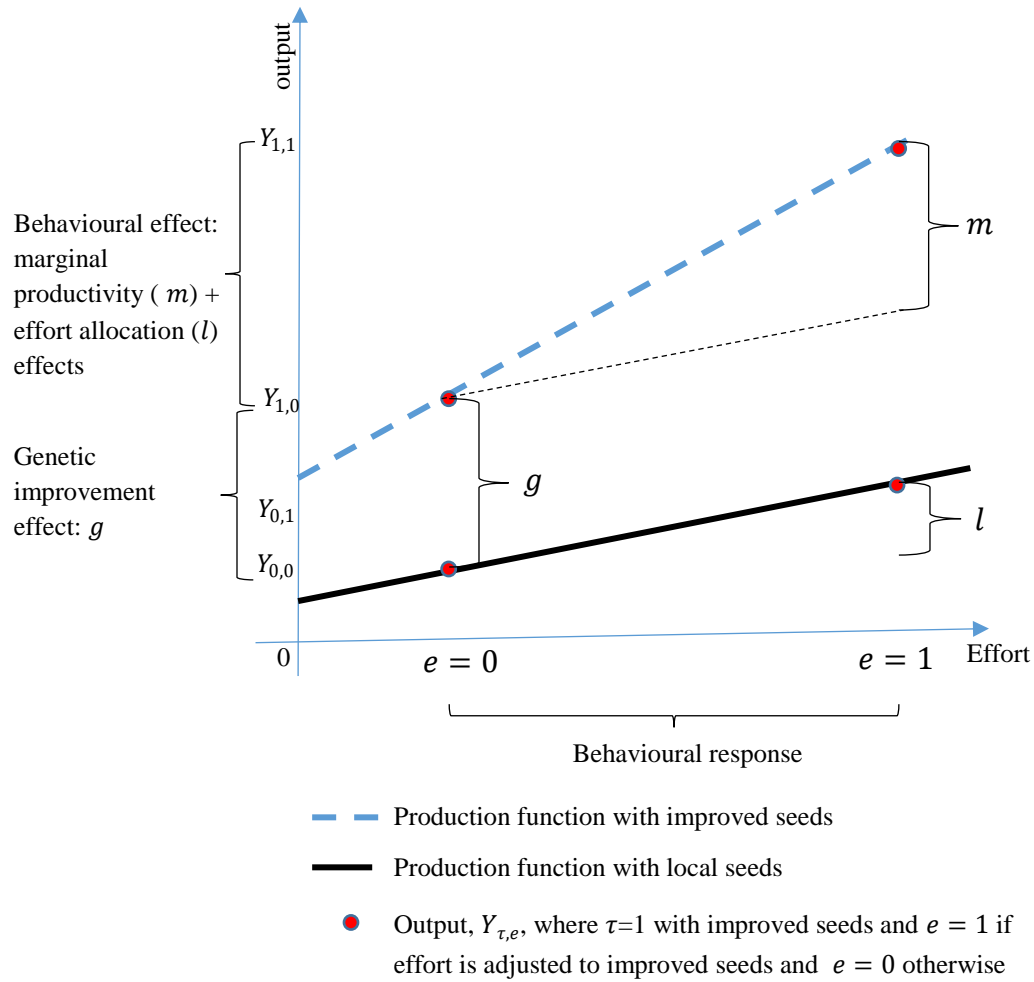 output
Y1,1
Behavioural effect:
marginal
productivity ( m) +
effort allocation (l)
effects
m
Y1,0
Genetic
improvement
effect: g
g
Y0,1
l
Y0,0
0
e = 0
e = 1
Effort
Behavioural response
Production function with improved seeds
Production function with local seeds
Output, Yτ,e, where τ=1 with improved seeds and e = 1 if
effort is adjusted to improved seeds and e = 0 otherwise